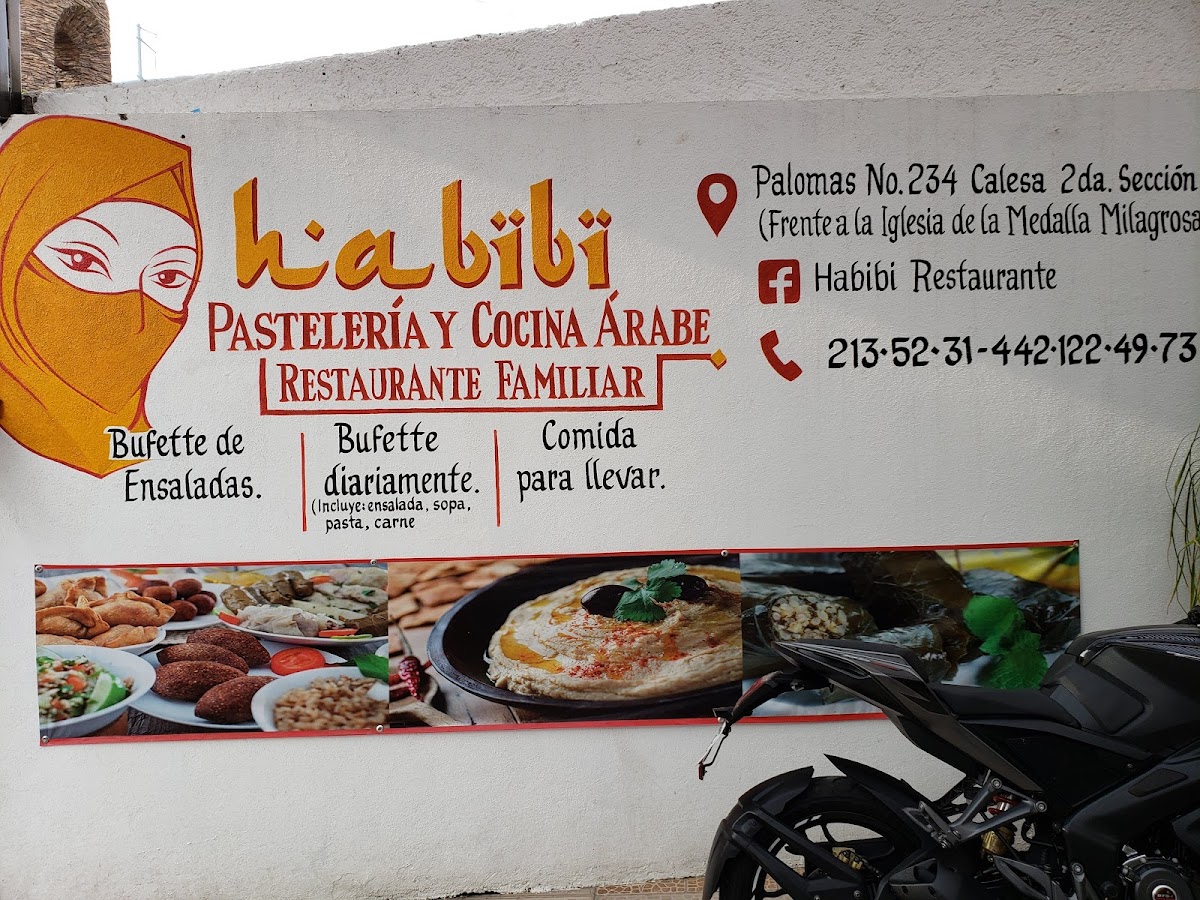 habïbï
PASTELERÍA Y COCINA ÁRABE
RESTAURANTE FAMILIAR
Bufette de
Ensaladas.
Bufette
diariamente.
(Incluye: ensalada, sopa,
pasta, carne
Comida
para llevar.
Palomas No. 234 Calesa 2da. Sección
(Frente a la Iglesia de la Medalla Milagrosa
Habibi Restaurante
213·52·31-442·122·49·73